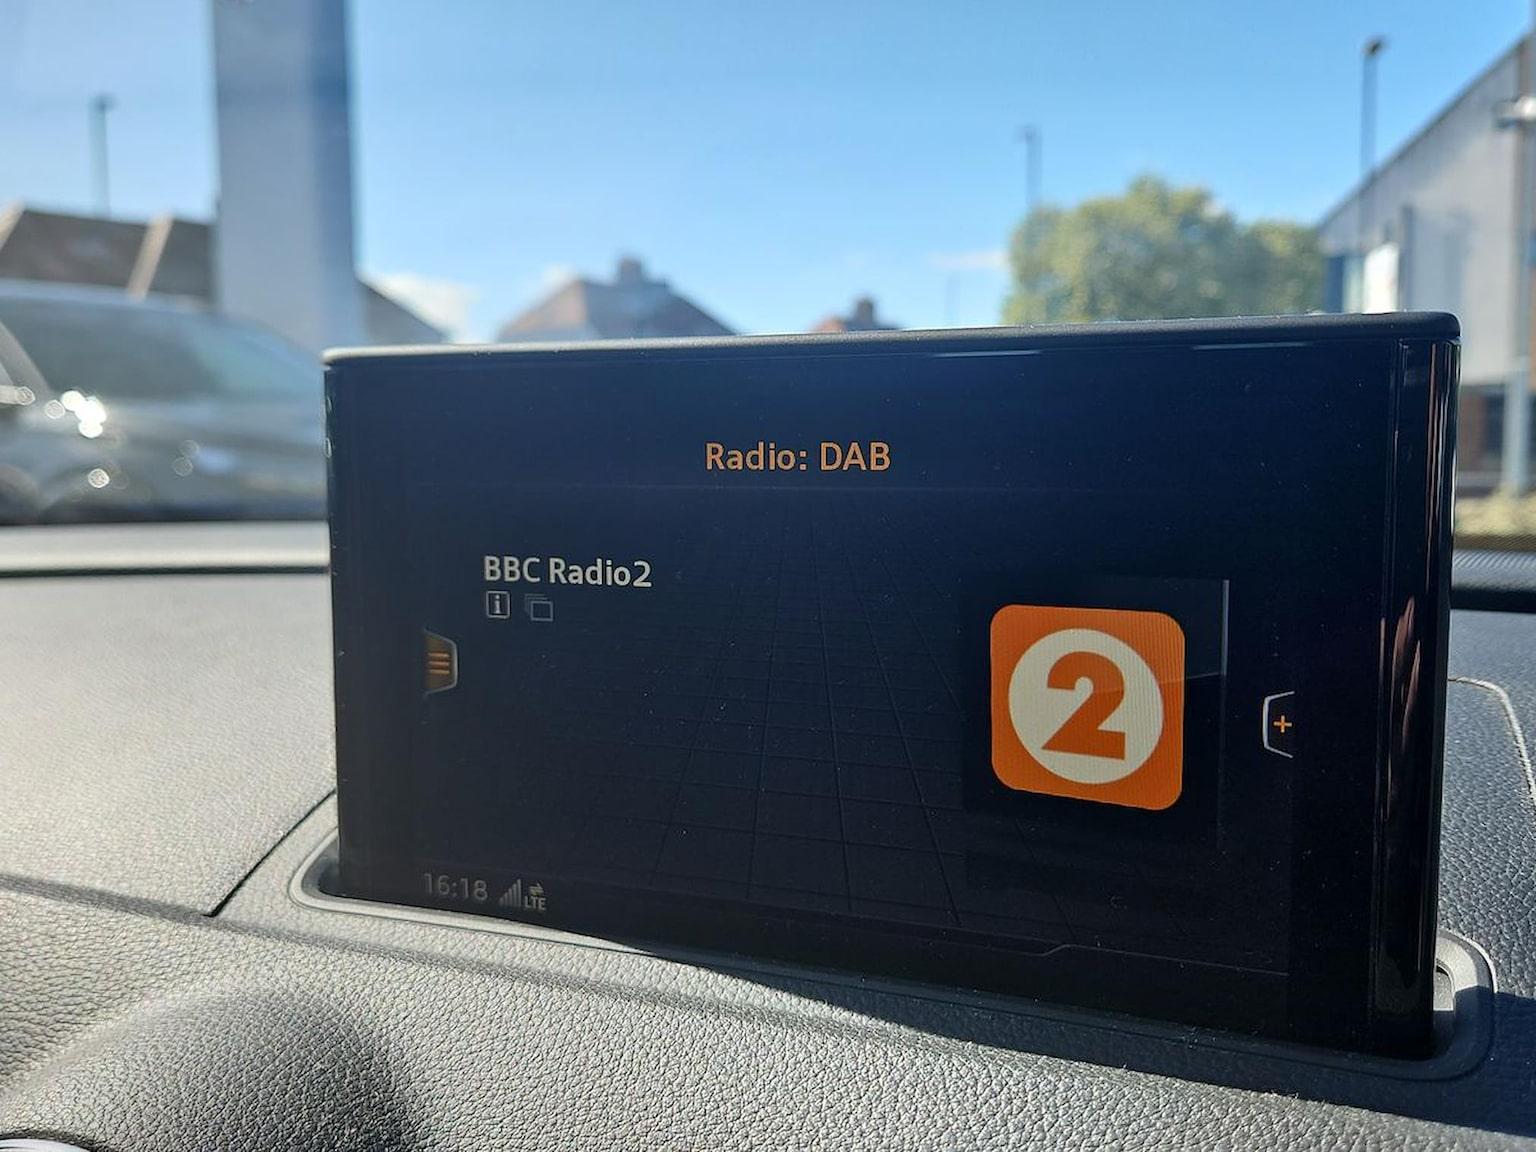 Radio: DAB
BBC Radio2
i
2
+
16:18 LTE